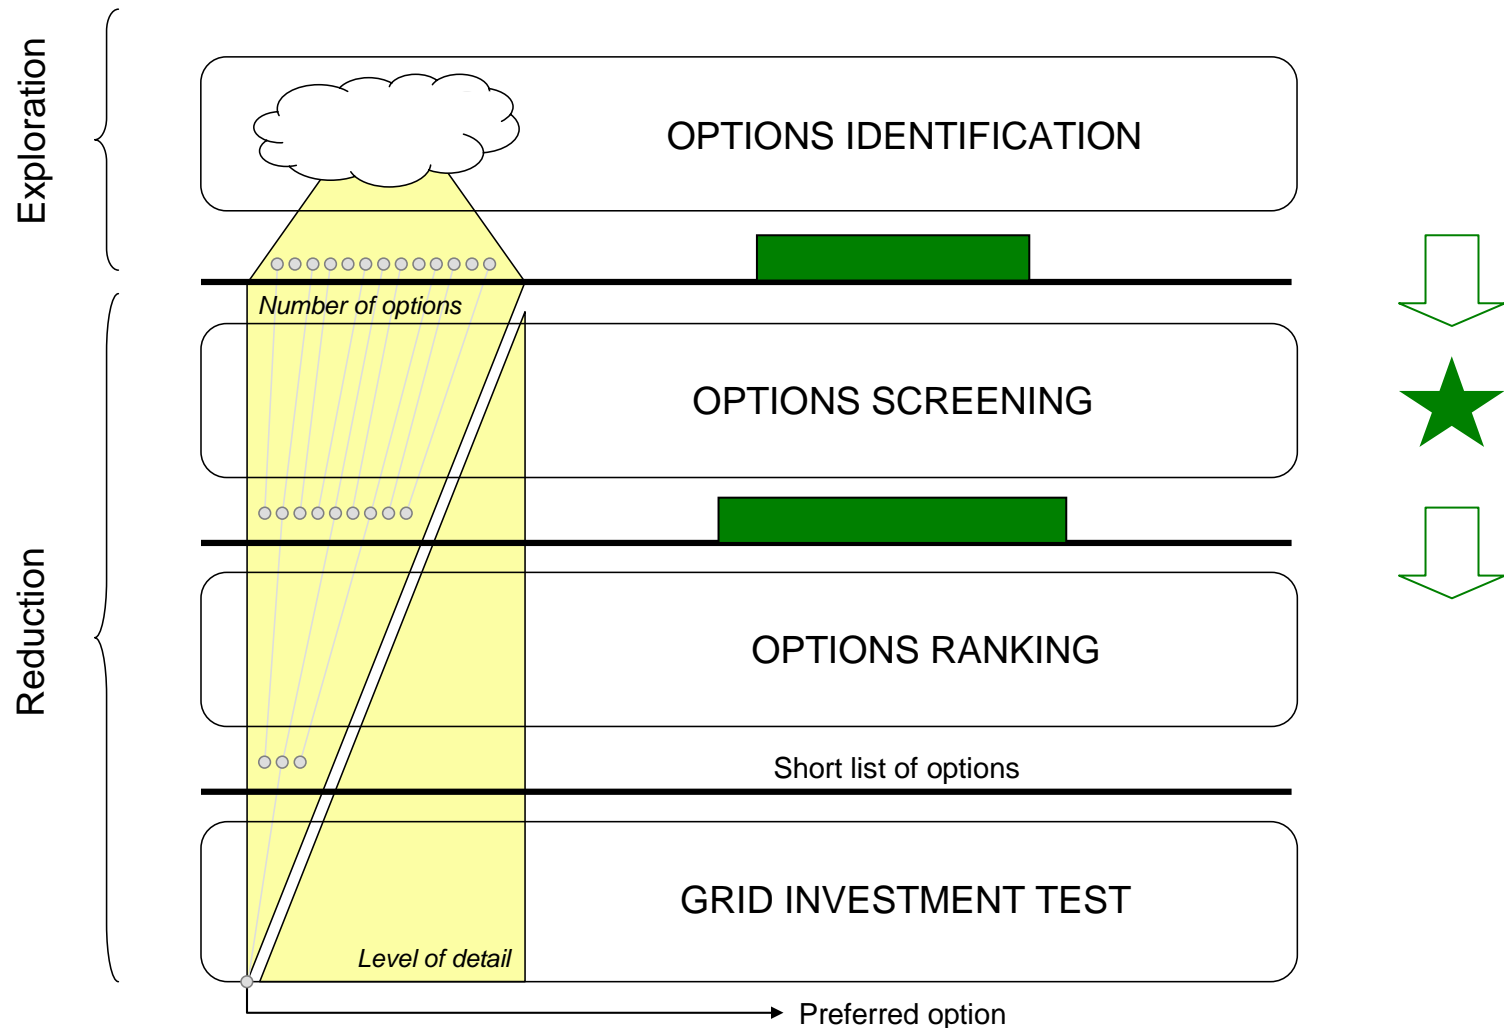 Exploration
OPTIONS IDENTIFICATION
Number of options
OPTIONS SCREENING
Reduction
OPTIONS RANKING
Short list of options
GRID INVESTMENT TEST
Level of detail
Preferred option